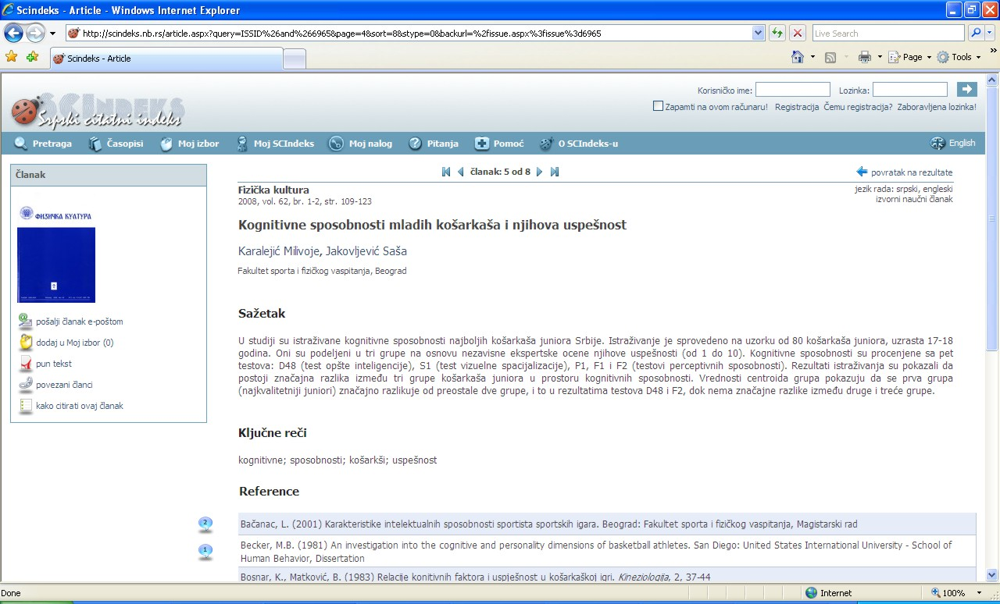 Scindeks - Article - Windows Internet Explorer
http://scindeks.nb.rs/article.aspx?query=ISSID%26and%266965&page=4&sort=8&stype=0&backurl=%2fissue.aspx%3fissue%3d6965
Live Search
Scindeks - Article
Page
Tools
SCIndeks
Srpski citatni indeks
Korisničko ime:
Lozinka:
Zapamti na ovom računaru! Registracija Čemu registracija? Zaboravljena lozinka!
Pretraga Časopisi Moj izbor Moj SCIndeks Moj nalog Pitanja Pomoć O SCIndeks-u English
Članak
ФИЗИЧКА КУЛТУРА
pošalji članak e-poštom
dodaj u Moj izbor (0)
pun tekst
povezani članci
kako citirati ovaj članak
članak: 5 od 8
povratak na rezultate
Fizička kultura
2008, vol. 62, br. 1-2, str. 109-123
jezik rada: srpski, engleski
izvorni naučni članak
Kognitivne sposobnosti mladih košarkaša i njihova uspešnost
Karalejić Milivoje, Jakovljević Saša
Fakultet sporta i fizičkog vaspitanja, Beograd
Sažetak
U studiji su istraživane kognitivne sposobnosti najboljih košarkaša juniora Srbije. Istraživanje je sprovedeno na uzorku od 80 košarkaša juniora, uzrasta 17-18
godina. Oni su podeljeni u tri grupe na osnovu nezavisne ekspertske ocene njihove uspešnosti (od 1 do 10). Kognitivne sposobnosti su procenjene sa pet
testova: D48 (test opšte inteligencije), S1 (test vizuelne spacijalizacije), P1, F1 i F2 (testovi perceptivnih sposobnosti). Rezultati istraživanja su pokazali da
postoji značajna razlika između tri grupe košarkaša juniora u prostoru kognitivnih sposobnosti. Vrednosti centroida grupa pokazuju da se prva grupa
(najkvalitetniji juniori) značajno razlikuje od preostale dve grupe, i to u rezultatima testova D48 i F2, dok nema značajne razlike između druge i treće grupe.
Ključne reči
kognitivne; sposobnosti; košarkši; uspešnost
Reference
2
Bačanac, L. (2001) Karakteristike intelektualnih sposobnosti sportista sportskih igara. Beograd: Fakultet sporta i fizičkog vaspitanja, Magistarski rad
1
Becker, M.B. (1981) An investigation into the cognitive and personality dimensions of basketball athletes. San Diego: United States International University - School of
Human Behavior, Dissertation
Bosnar, K., Matković, B. (1983) Relacije konitivnih faktora i uspješnost u košarkaškoj igri. Kineziologija, 2, 37-44
Done
Internet
100%